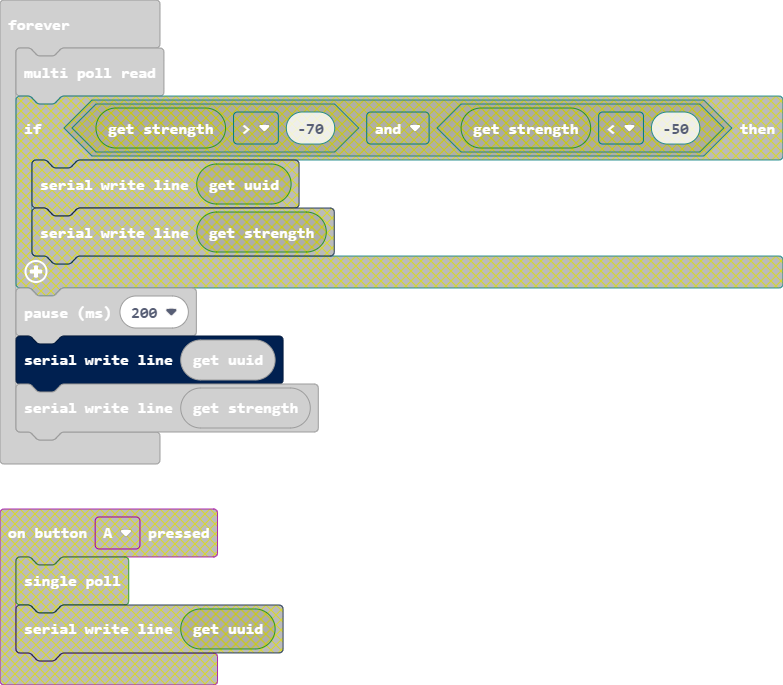 forever
multi poll read
if get strength > -70 and get strength < -50 then
serial write line get uuid
serial write line get strength
pause (ms) 200
serial write line get uuid
serial write line get strength
on button A pressed
single poll
serial write line get uuid